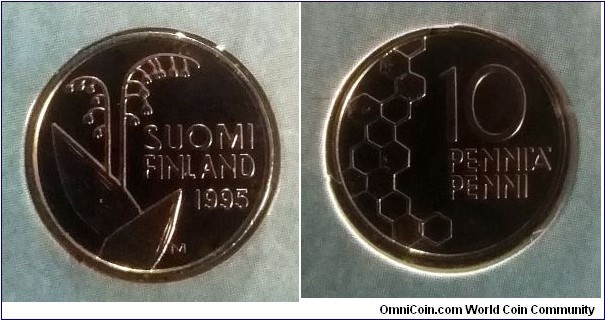 SUOMI
FINLAND
1995
M
10
PENNIÄ
PENNI
OmniCoin.com World Coin Community